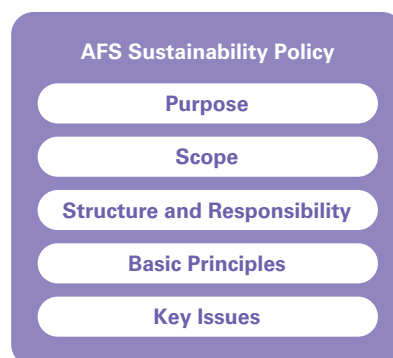 AFS Sustainability Policy
Purpose
Scope
Structure and Responsibility
Basic Principles
Key Issues